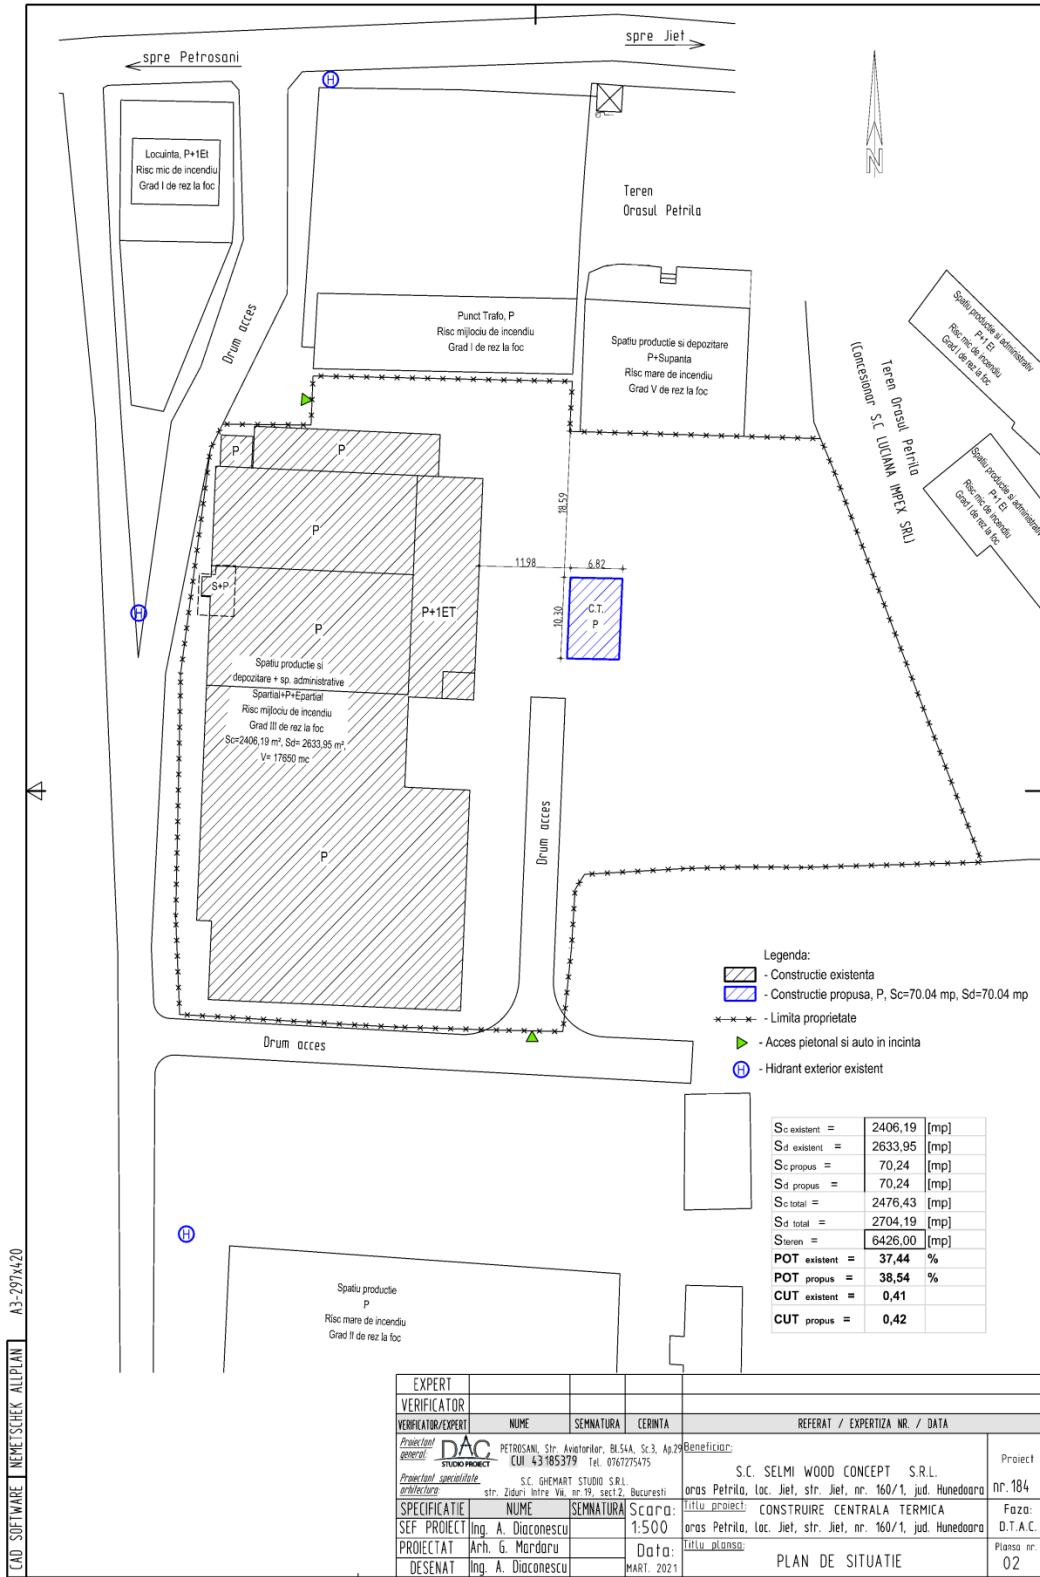 spre Petrosani
spre Jiet
H
N
Locuinta, P+1Et
Risc mic de incendiu
Grad I de rez la foc
Teren
Orasul Petrila
Drum acces
Punct Trafo, P
Risc mijlociu de incendiu
Grad I de rez la foc
Spatiu productie si depozitare
P+Supanta
Risc mare de incendiu
Grad V de rez la foc
Spatiu productie si administrativ
P+1 Et
Risc mic de incendiu
Grad I de rez la foc
Teren Orasul Petrila
(Concesionar S.C LUCIANA IMPEX SRL)
Spatiu productie si administrativ
P+1 Et
Risc mic de incendiu
Grad I de rez la foc
P
P
P
18.59
11.98
6.82
S+P
P+1ET
10.30
C.T.
P
H
P
Spatiu productie si
depozitare + sp. administrative
Spartial+P+Epartial
Risc mijlociu de incendiu
Grad III de rez la foc
Sc=2406,19 m², Sd= 2633,95 m²,
V= 17650 mc
P
Drum acces
Drum acces
Legenda:
- Constructie existenta
- Constructie propusa, P, Sc=70.04 mp, Sd=70.04 mp
- Limita proprietate
- Acces pietonal si auto in incinta
H - Hidrant exterior existent
Sc existent = 2406,19 [mp]
Sd existent = 2633,95 [mp]
Sc propus = 70,24 [mp]
Sd propus = 70,24 [mp]
Sc total = 2476,43 [mp]
Sd total = 2704,19 [mp]
Steren = 6426,00 [mp]
POT existent = 37,44 %
POT propus = 38,54 %
CUT existent = 0,41
CUT propus = 0,42
H
Spatiu productie
P
Risc mare de incendiu
Grad II de rez la foc
CAD SOFTWARE NEMETSCHEK ALLPLAN A3-297x420
EXPERT
VERIFICATOR
VERIFICATOR/EXPERT NUME SEMNATURA CERINTA REFERAT / EXPERTIZA NR. / DATA
Proiectant
general:
DAC
STUDIO PROIECT
PETROSANI, Str. Aviatorilor, Bl.54A, Sc.3, Ap.29
CUI 43185379 Tel. 0767275475
Proiectant specialitate
arhitectura:
S.C. GHEMART STUDIO S.R.L.
str. Ziduri Intre Vii, nr.19, sect.2, Bucuresti
Beneficiar:
S.C. SELMI WOOD CONCEPT S.R.L.
oras Petrila, loc. Jiet, str. Jiet, nr. 160/1, jud. Hunedoara
Proiect
nr.184
SPECIFICATIE NUME SEMNATURA
SEF PROIECT Ing. A. Diaconescu
PROIECTAT Arh. G. Mardaru
DESENAT Ing. A. Diaconescu
Scara:
1:500
Data:
MART. 2021
Titlu proiect: CONSTRUIRE CENTRALA TERMICA
oras Petrila, loc. Jiet, str. Jiet, nr. 160/1, jud. Hunedoara
Faza:
D.T.A.C.
Titlu plansa:
PLAN DE SITUATIE
Plansa nr.
02